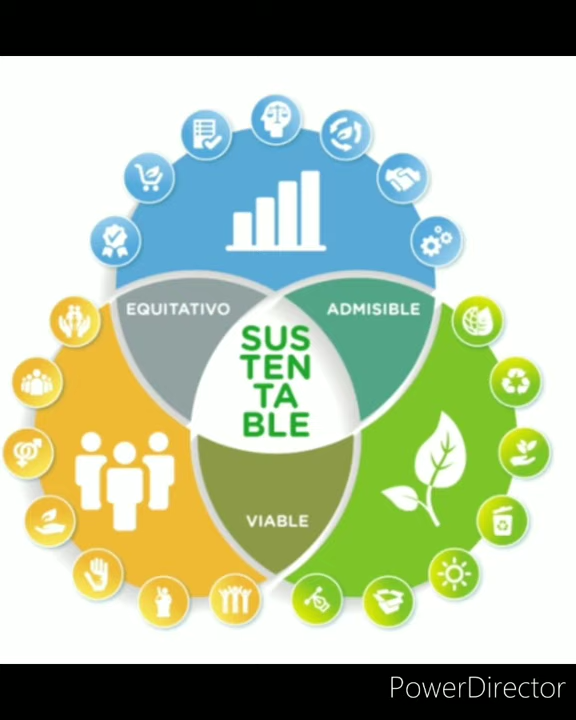 EQUITATIVO
ADMISIBLE
SUS
TEN
TA
BLE
VIABLE
PowerDirector